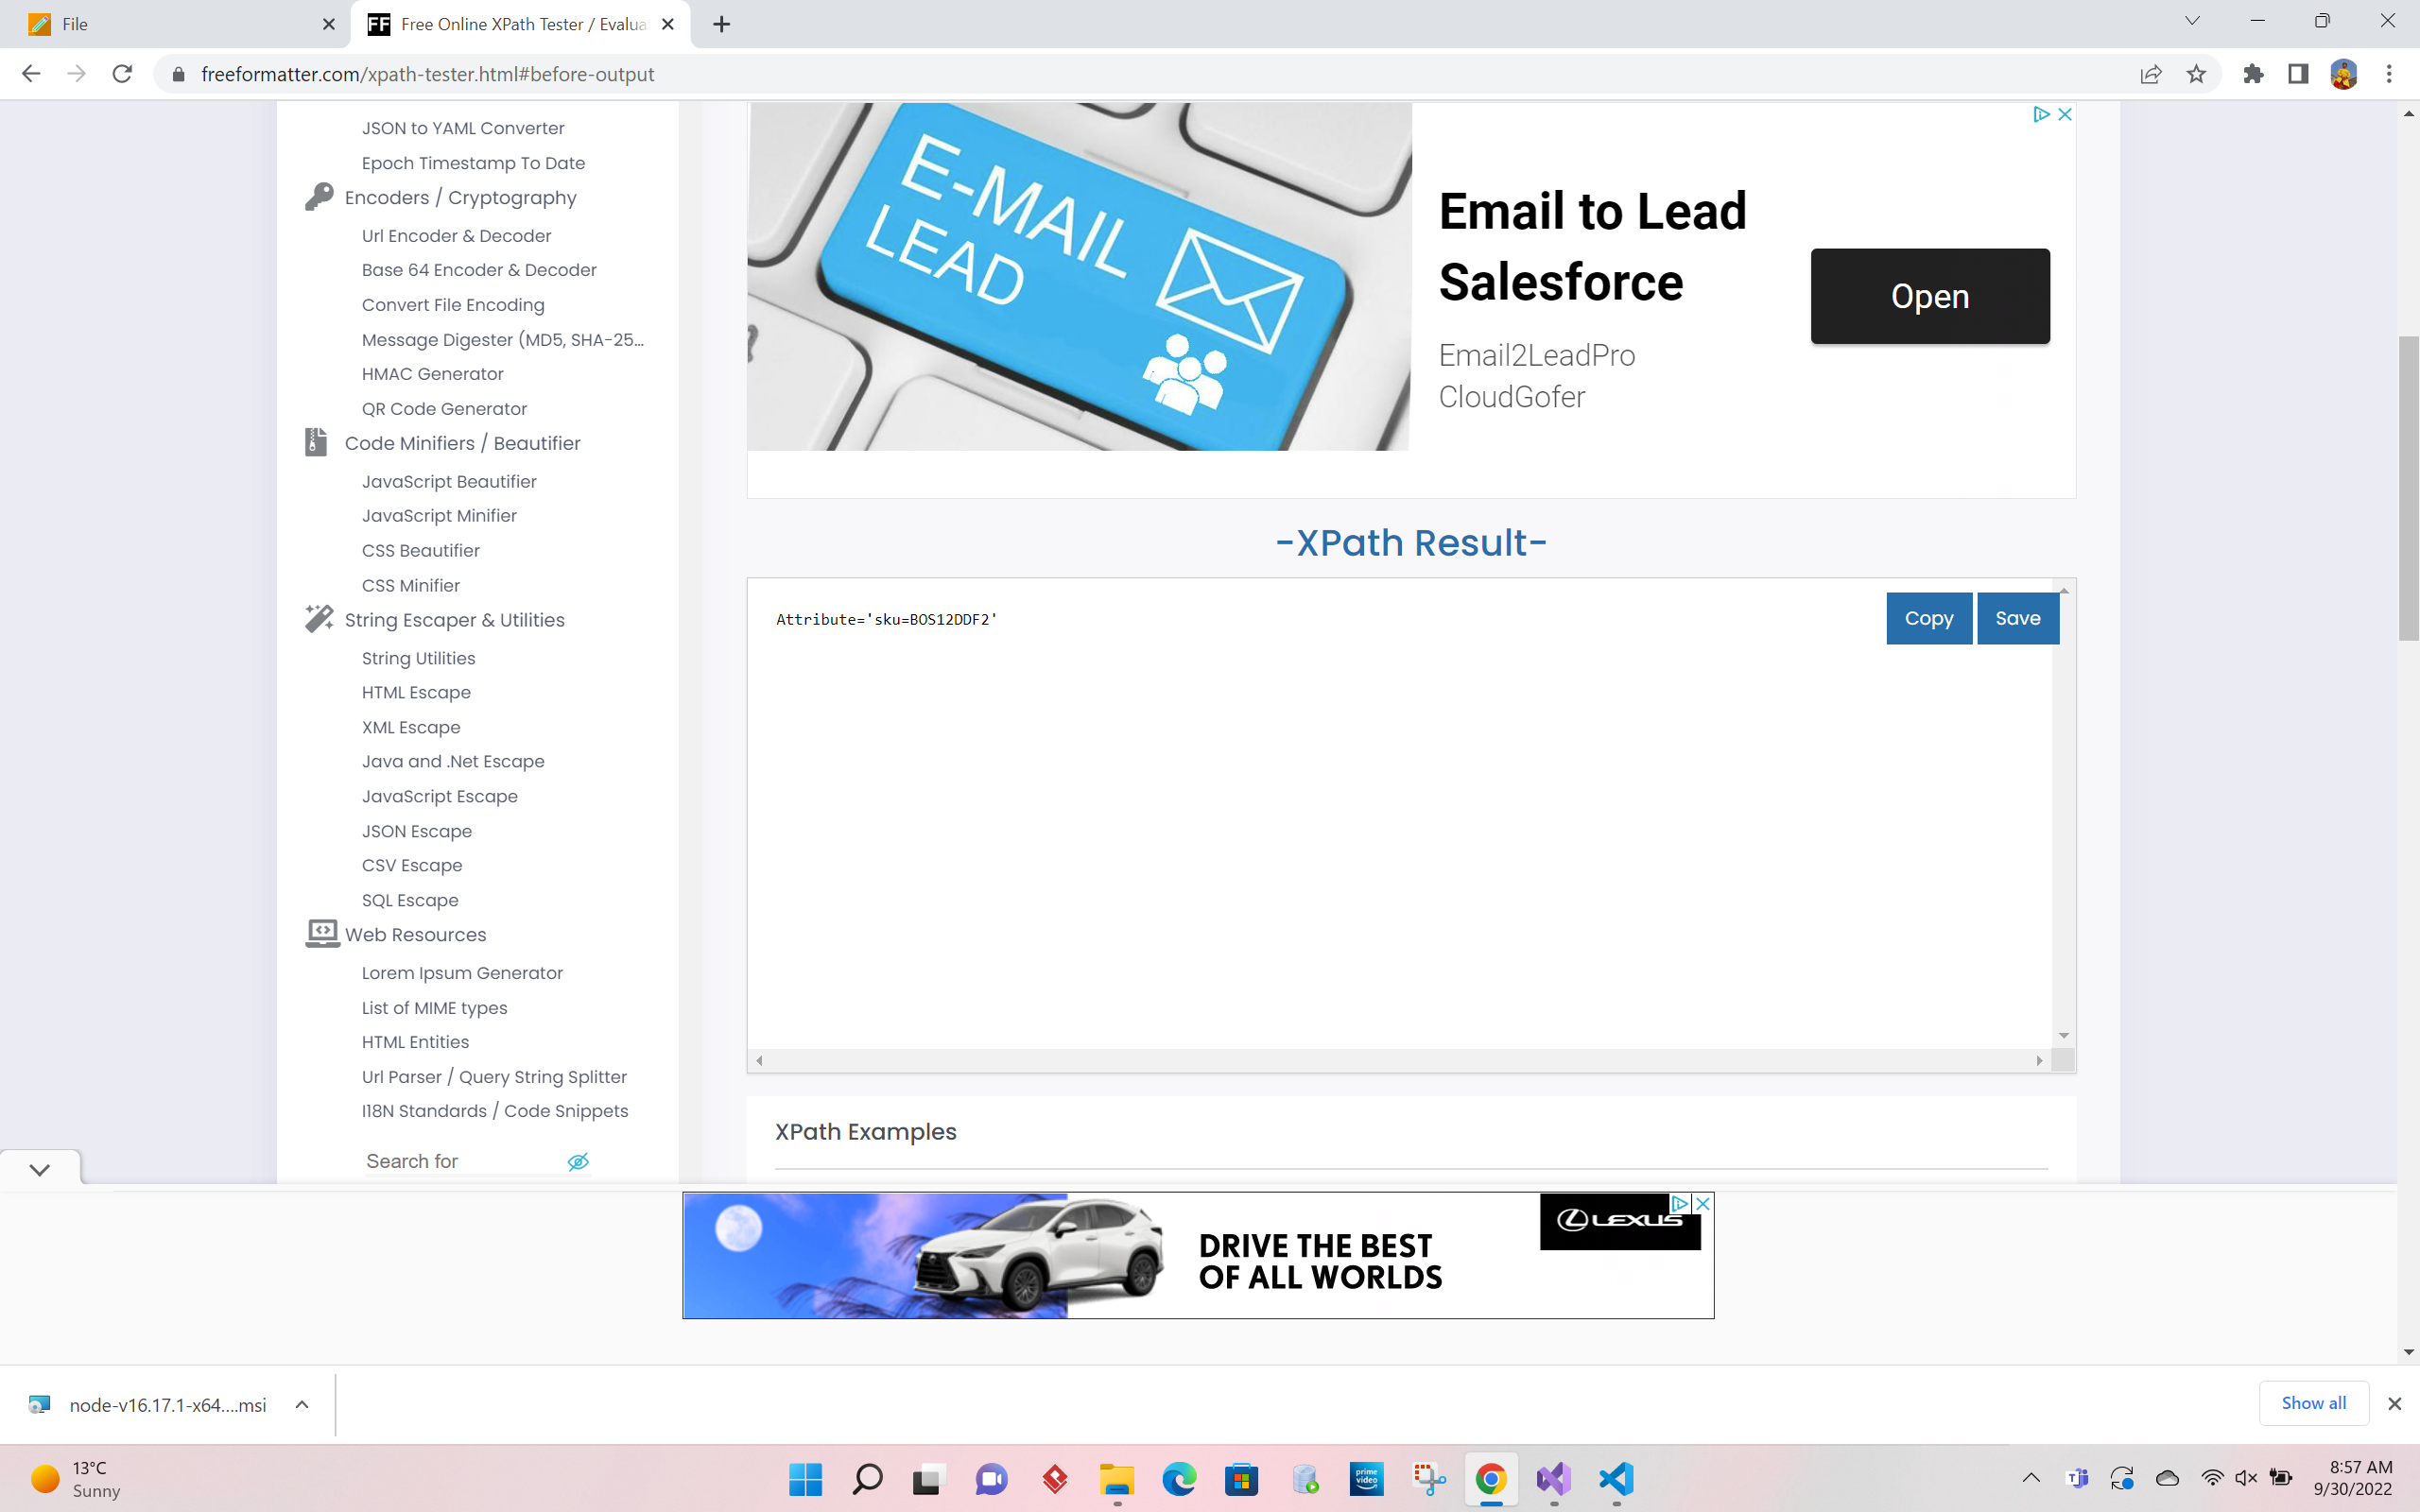 File
Free Online XPath Tester / Evalua
freeformatter.com/xpath-tester.html#before-output
JSON to YAML Converter
Epoch Timestamp To Date
Encoders / Cryptography
Url Encoder & Decoder
Base 64 Encoder & Decoder
Convert File Encoding
Message Digester (MD5, SHA-25...
HMAC Generator
QR Code Generator
Code Minifiers / Beautifier
JavaScript Beautifier
JavaScript Minifier
CSS Beautifier
CSS Minifier
String Escaper & Utilities
String Utilities
HTML Escape
XML Escape
Java and .Net Escape
JavaScript Escape
JSON Escape
CSV Escape
SQL Escape
Web Resources
Lorem Ipsum Generator
List of MIME types
HTML Entities
Url Parser / Query String Splitter
I18N Standards / Code Snippets
Search for
E-MAIL
LEAD
Email to Lead
Salesforce
Email2LeadPro
CloudGofer
Open
-XPath Result-
Attribute='sku=BOS12DDF2'
Copy
Save
XPath Examples
DRIVE THE BEST
OF ALL WORLDS
LEXUS
node-v16.17.1-x64....msi
Show all
13°C
Sunny
prime
video
8:57 AM
9/30/2022